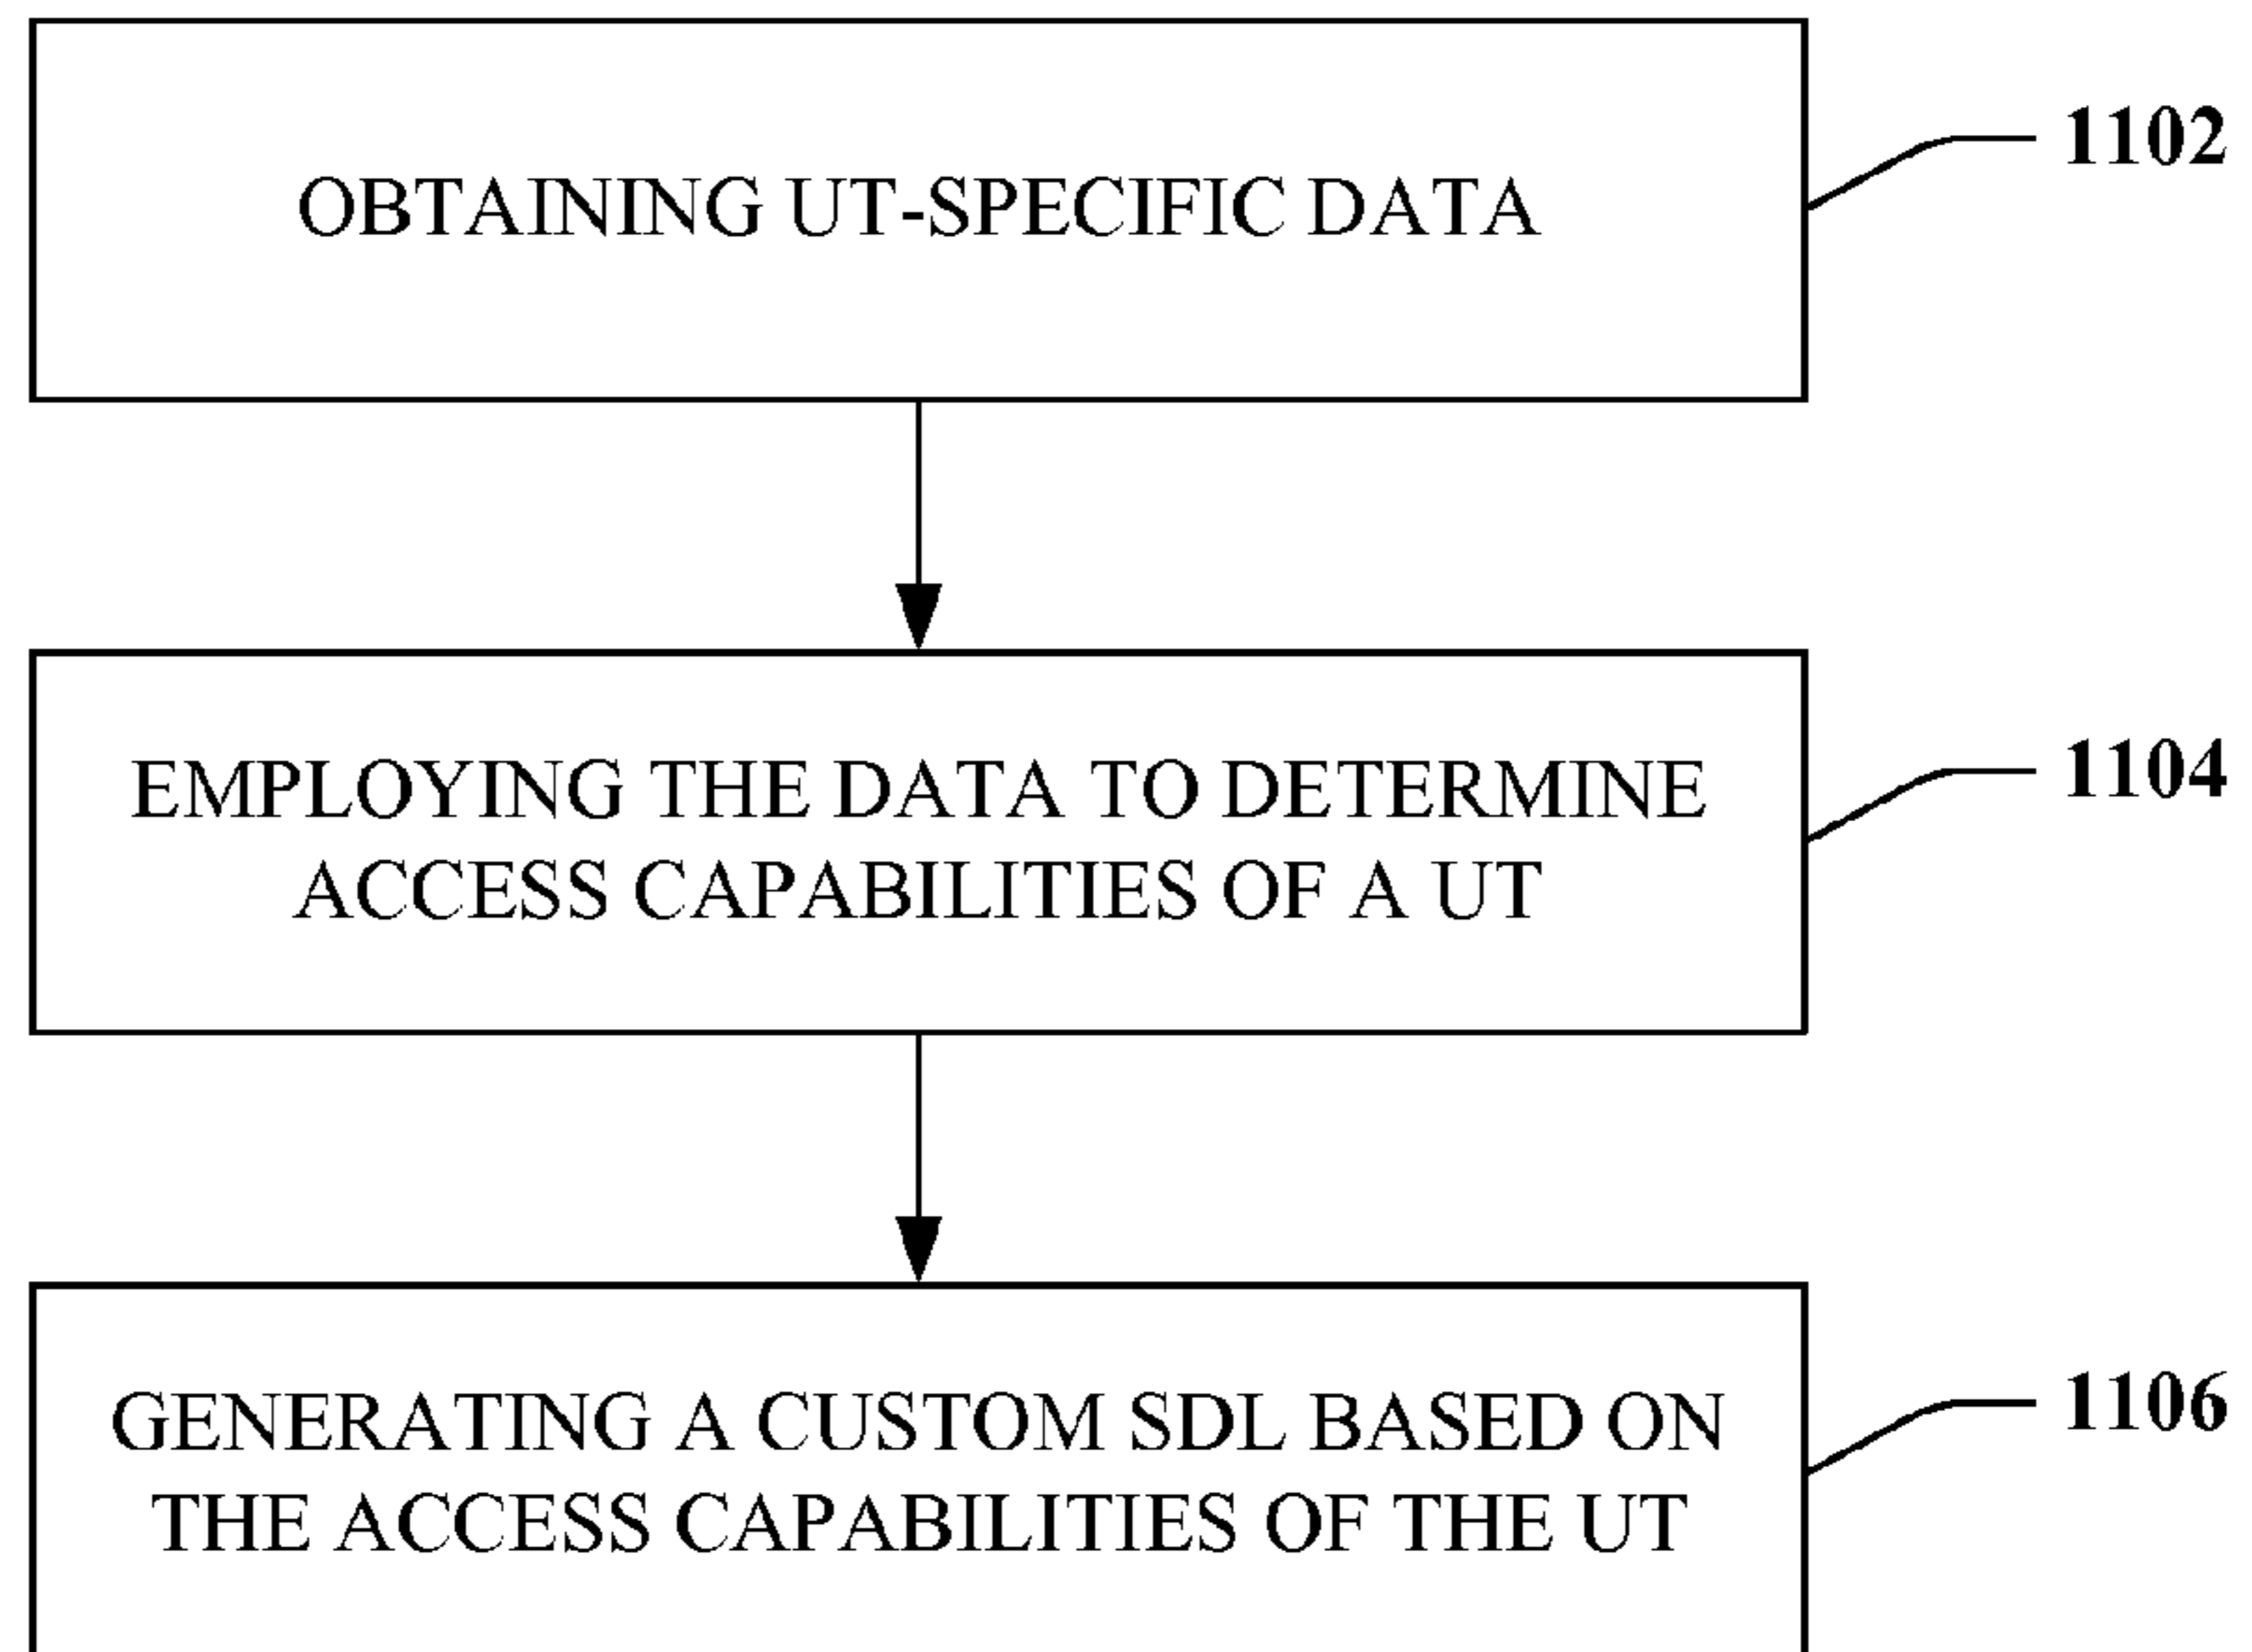 OBTAINING UT-SPECIFIC DATA
1102
EMPLOYING THE DATA TO DETERMINE
ACCESS CAPABILITIES OF A UT
1104
GENERATING A CUSTOM SDL BASED ON
THE ACCESS CAPABILITIES OF THE UT
1106